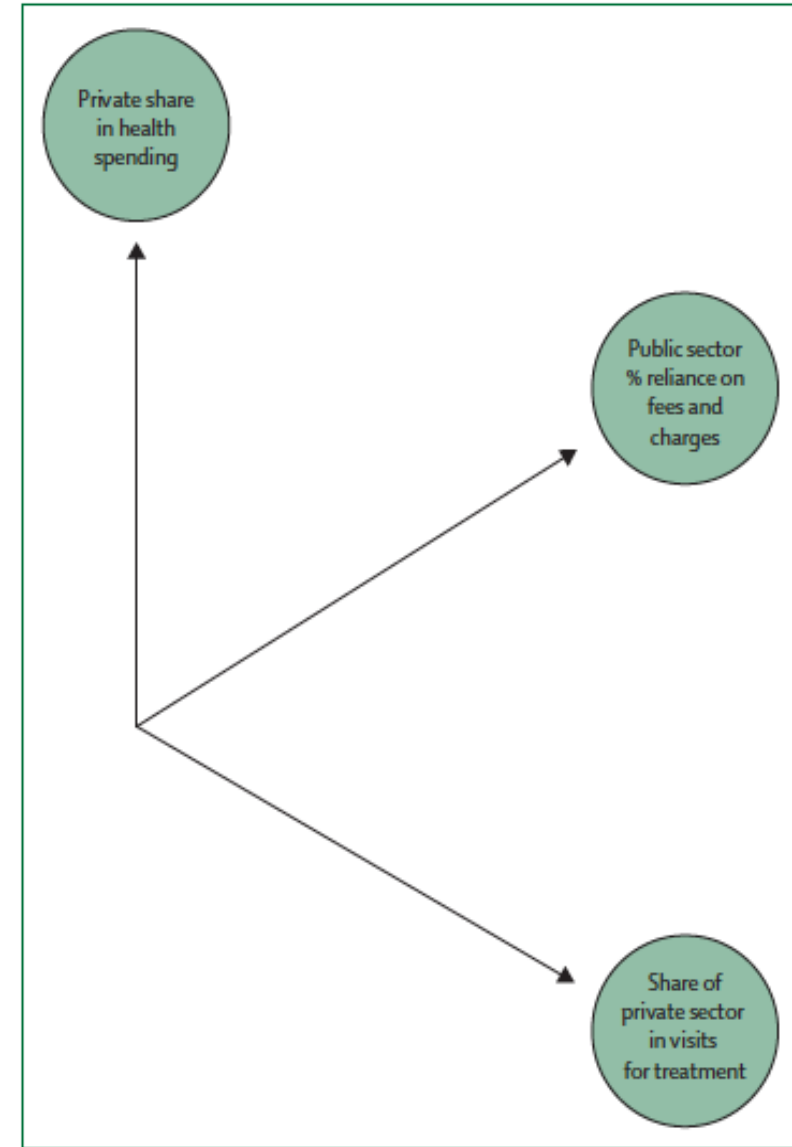 Private share
in health
spending
Public sector
% reliance on
fees and
charges
Share of
private sector
in visits
for treatment